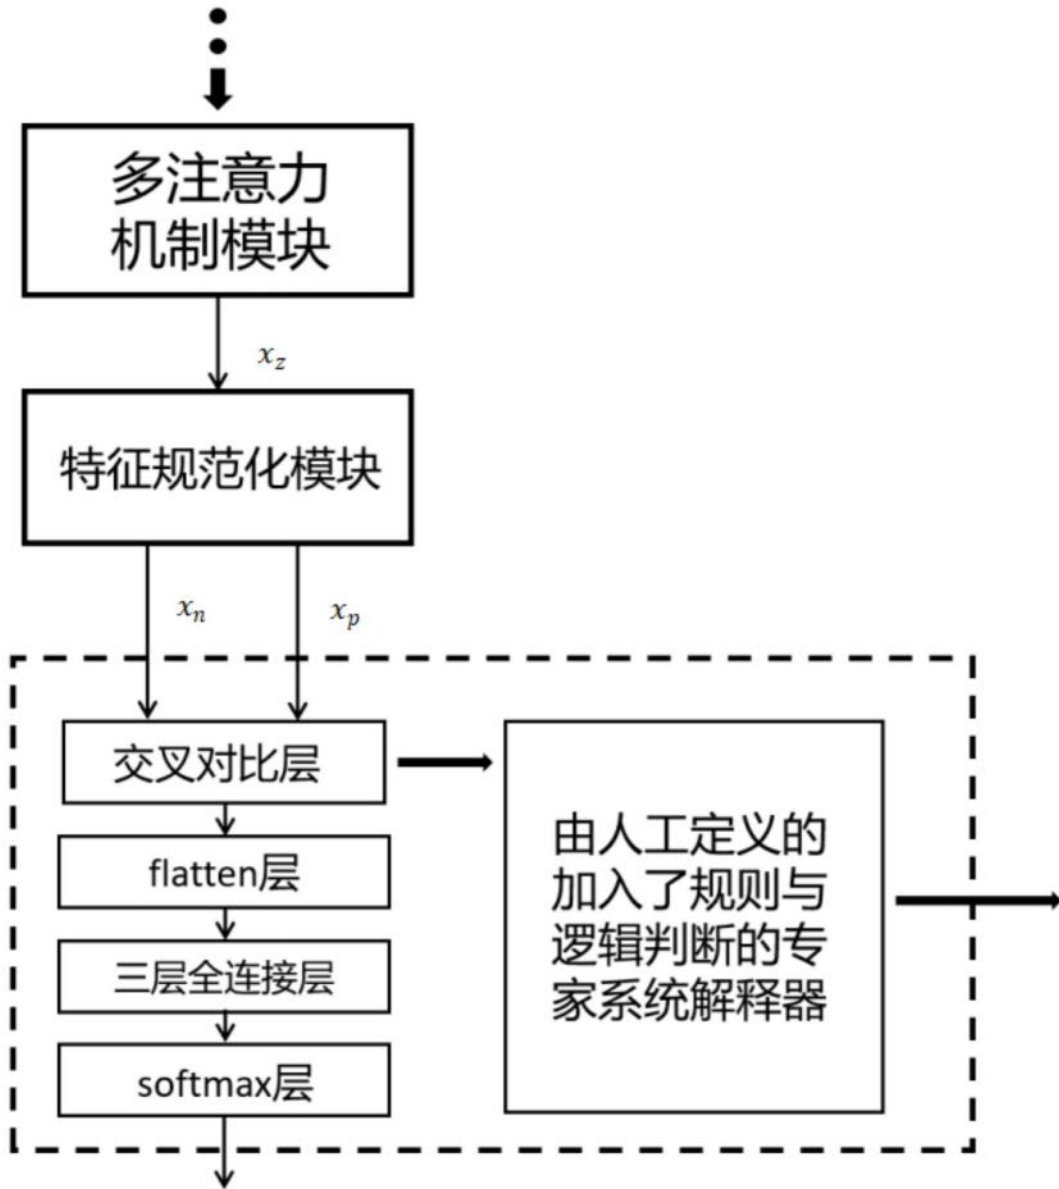 多注意力
机制模块
x_z
特征规范化模块
x_n
x_p
交叉对比层
flatten层
三层全连接层
softmax层
由人工定义的
加入了规则与
逻辑判断的专
家系统解释器